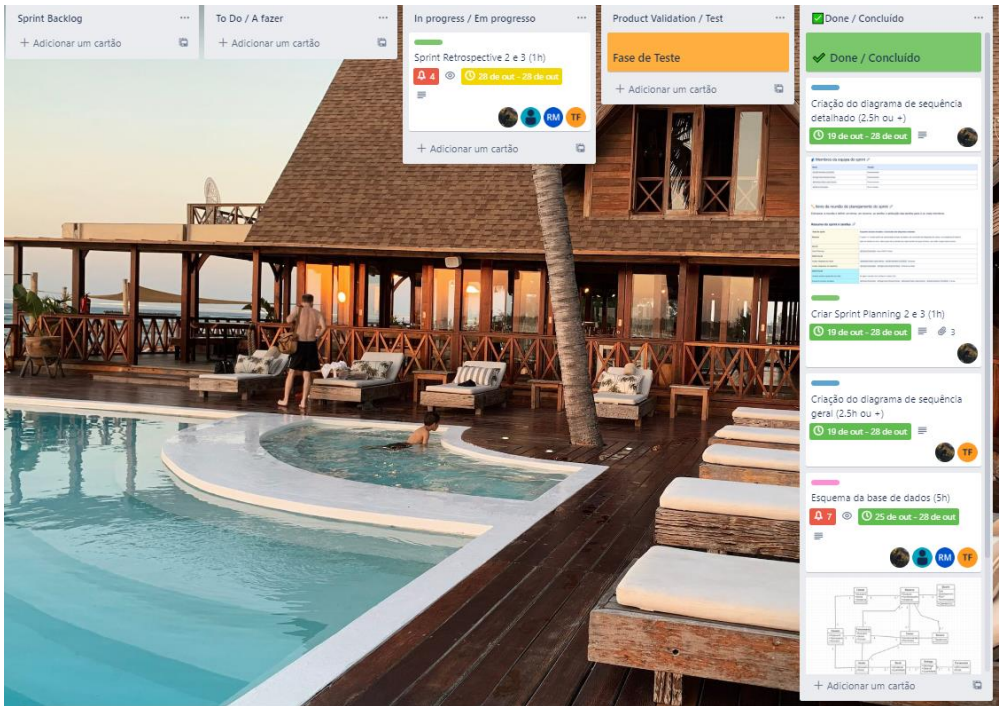 Sprint Backlog
+ Adicionar um cartão
To Do / A fazer
+ Adicionar um cartão
In progress / Em progresso
Sprint Retrospective 2 e 3 (1h)
4
28 de out - 28 de out
RM
TF
+ Adicionar um cartão
Product Validation / Test
Fase de Teste
+ Adicionar um cartão
✅Done / Concluído
✔ Done / Concluído
Criação do diagrama de sequência
detalhado (2.5h ou +)
19 de out - 28 de out
Criar Sprint Planning 2 e 3 (1h)
19 de out - 28 de out
3
Criação do diagrama de sequência
geral (2.5h ou +)
19 de out - 28 de out
TF
Esquema da base de dados (5h)
7
25 de out - 28 de out
RM
TF
+ Adicionar um cartão